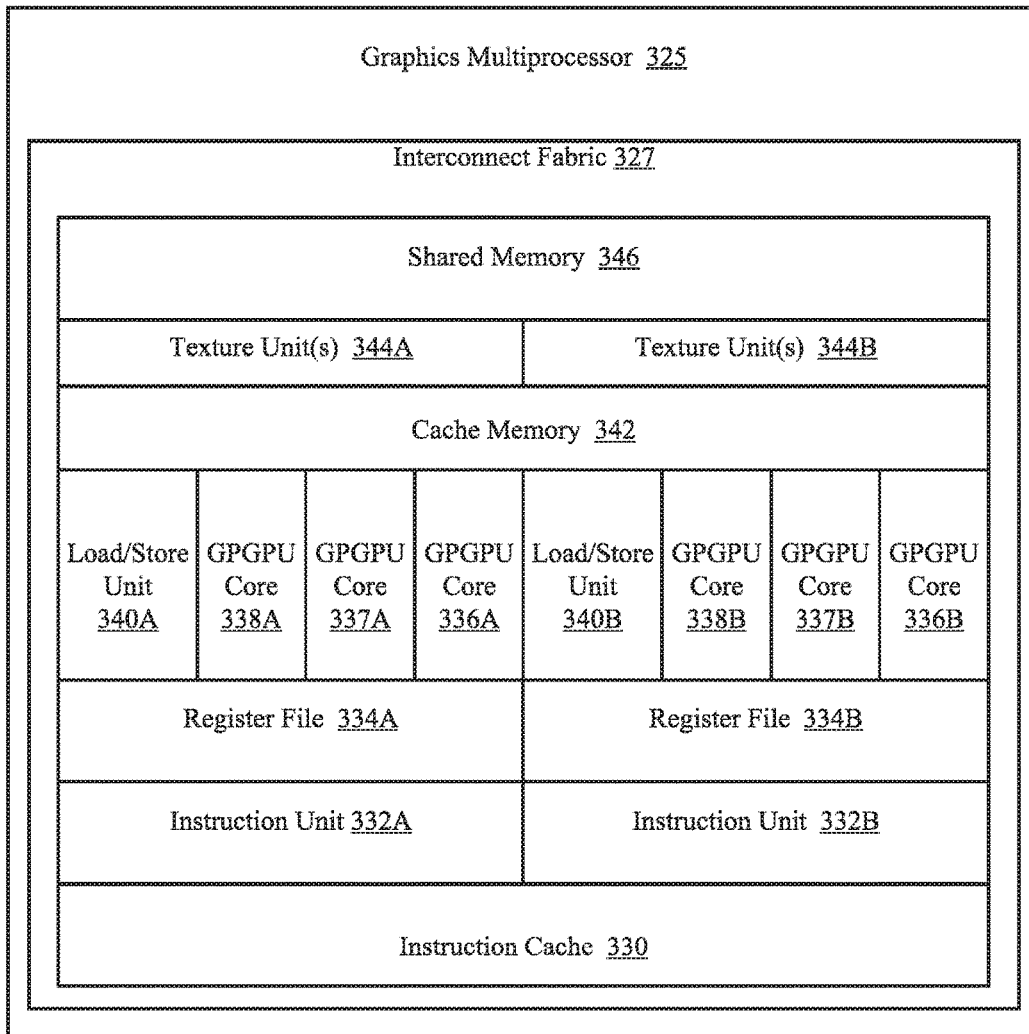 Graphics Multiprocessor 325
Interconnect Fabric 327
Shared Memory 346
Texture Unit(s) 344A
Texture Unit(s) 344B
Cache Memory 342
Load/Store
Unit
340A
GPGPU
Core
338A
GPGPU
Core
337A
GPGPU
Core
336A
Load/Store
Unit
340B
GPGPU
Core
338B
GPGPU
Core
337B
GPGPU
Core
336B
Register File 334A
Register File 334B
Instruction Unit 332A
Instruction Unit 332B
Instruction Cache 330